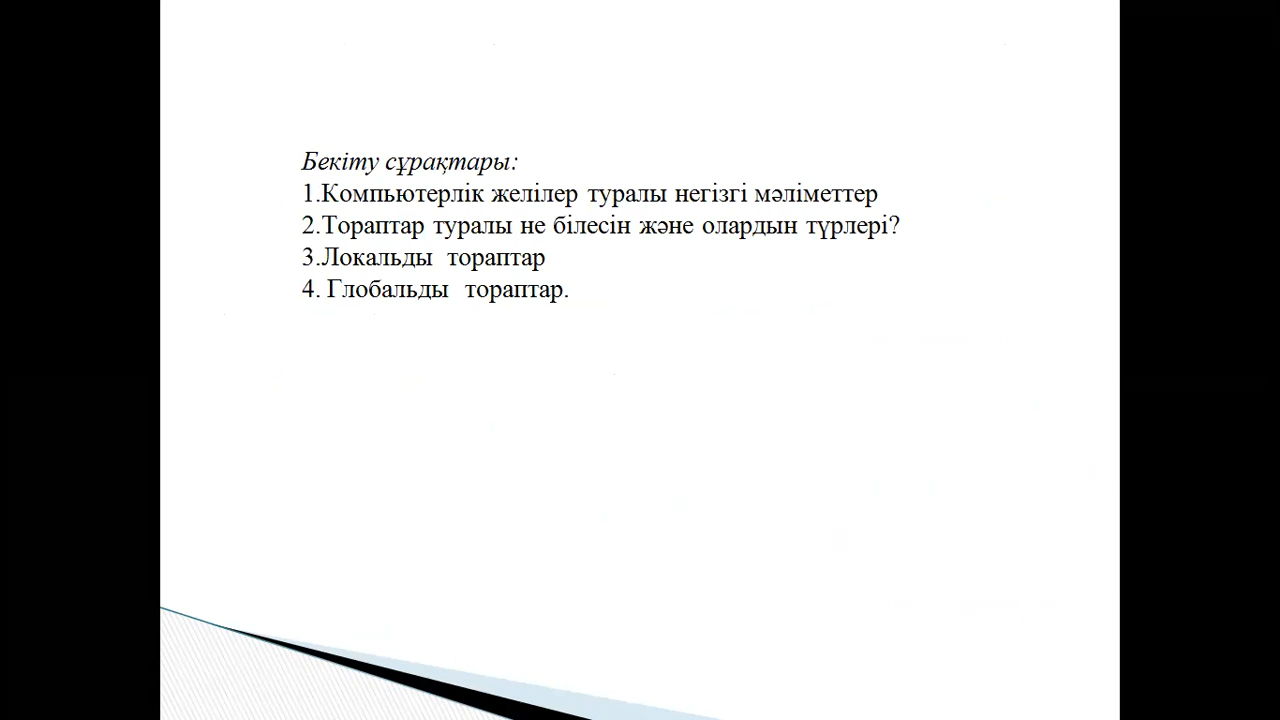 Бекіту сұрақтары:
1.Компьютерлік желілер туралы негізгі мәліметтер
2.Тораптар туралы не білесін және олардын түрлері?
3.Локальды тораптар
4. Глобальды тораптар.